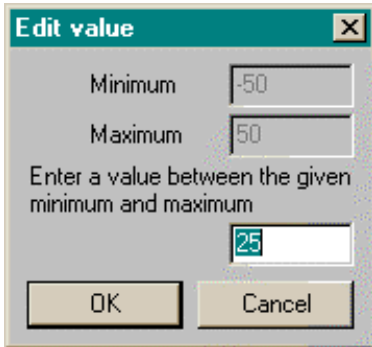 Edit value
Minimum -50
Maximum 50
Enter a value between the given
minimum and maximum
25
OK Cancel